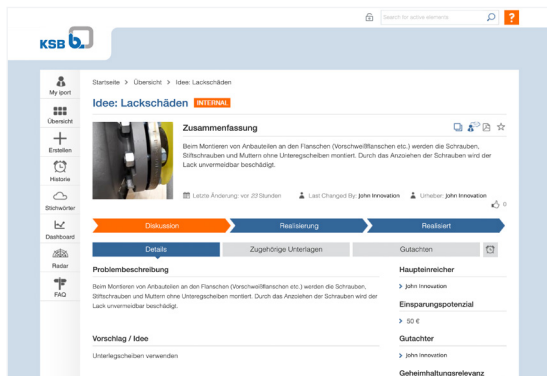 Search for active elements
?
KSB b.
My iport
Übersicht
Erstellen
Historie
Stichwörter
Dashboard
Radar
FAQ
Startseite > Übersicht > Idee: Lackschäden
Idee: Lackschäden INTERNAL
Zusammenfassung
Beim Montieren von Anbauteilen an den Flanschen (Vorschweißflanschen etc.) werden die Schrauben,
Stiftschrauben und Muttern ohne Unteregscheiben montiert. Durch das Anziehen der Schrauben wird der
Lack unvermeidbar beschädigt.
Letzte Änderung: vor 23 Stunden Last Changed By: John Innovation Urheber: John Innovation
0
Diskussion Realisierung Realisiert
Details Zugehörige Unterlagen Gutachten
Problembeschreibung
Beim Montieren von Anbauteilen an den Flanschen (Vorschweißflanschen etc.) werden die Schrauben,
Stiftschrauben und Muttern ohne Unteregscheiben montiert. Durch das Anziehen der Schrauben wird der
Lack unvermeidbar beschädigt.
Vorschlag / Idee
Unterlegscheiben verwenden
Haupteinreicher
John Innovation
Einsparungspotenzial
50 €
Gutachter
John Innovation
Geheimhaltungsrelevanz